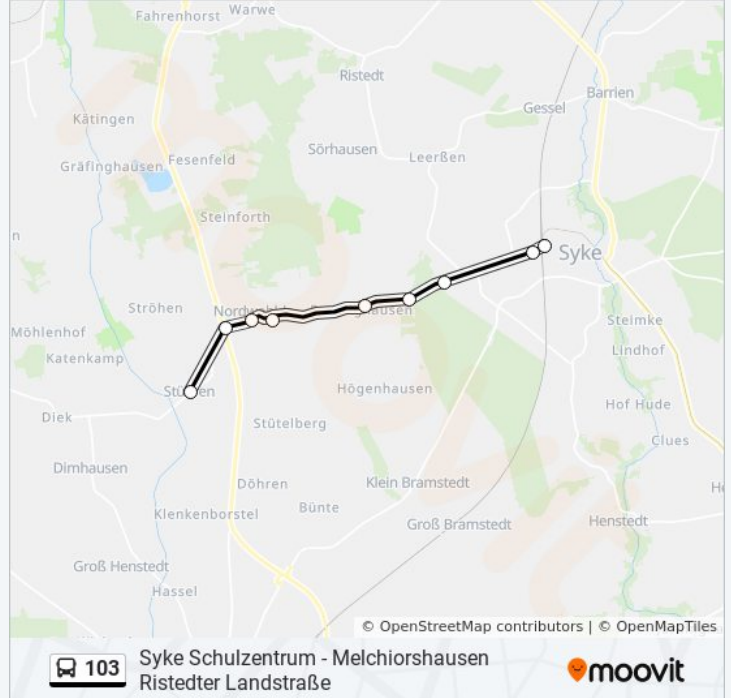 Warwe
Fahrenhorst
Ristedt
Barrien
Gessel
Kätingen
Sörhausen
Leerßen
Gräfinghausen
Fesenfeld
Steinforth
n
Syke
Ströhen
Stelmke
Möhlenhof
Lindhof
Katenkamp
Högenhausen
Hof Hude
Diek
Stütelberg
Clues
Dimhausen
Döhren
Klein Bramstedt
He
Klenkenborstel
Bünte
Groß Bramstedt
Henstedt
Groß Henstedt
Hassel
© OpenStreetMap contributors | © OpenMapTiles
103
Syke Schulzentrum - Melchiorshausen
Ristedter Landstraße
moovit